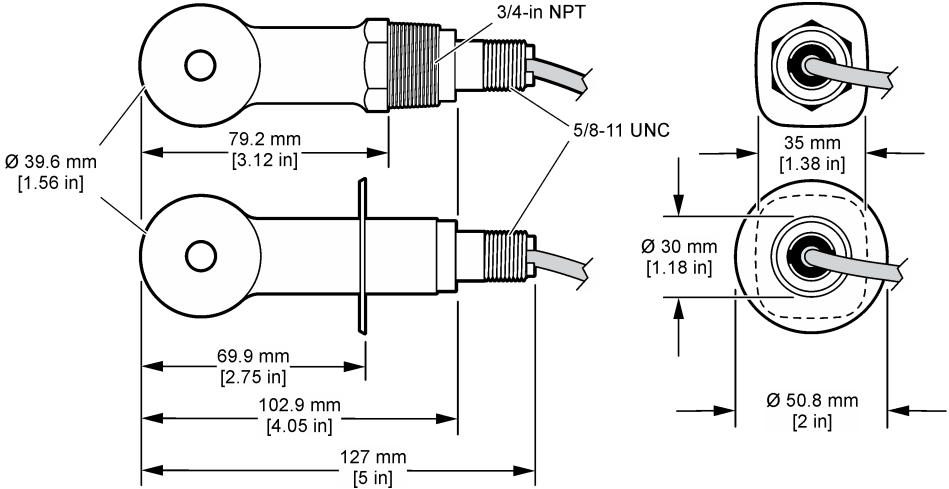 3/4-in NPT
5/8-11 UNC
79.2 mm
[3.12 in]
Ø 39.6 mm
[1.56 in]
35 mm
[1.38 in]
Ø 30 mm
[1.18 in]
69.9 mm
[2.75 in]
102.9 mm
[4.05 in]
Ø 50.8 mm
[2 in]
127 mm
[5 in]